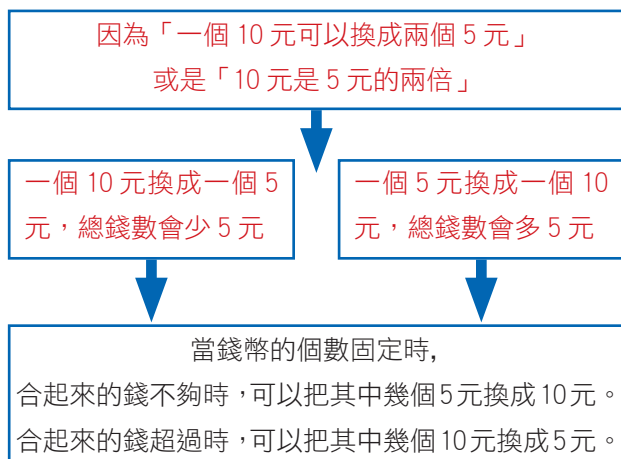 因為「一個 10 元可以換成兩個 5 元」
或是「10 元是 5 元的兩倍」
一個 10 元換成一個 5
元，總錢數會少 5 元
一個 5 元換成一個 10
元，總錢數會多 5 元
當錢幣的個數固定時,
合起來的錢不夠時，可以把其中幾個5元換成10元。
合起來的錢超過時，可以把其中幾個10元換成5元。